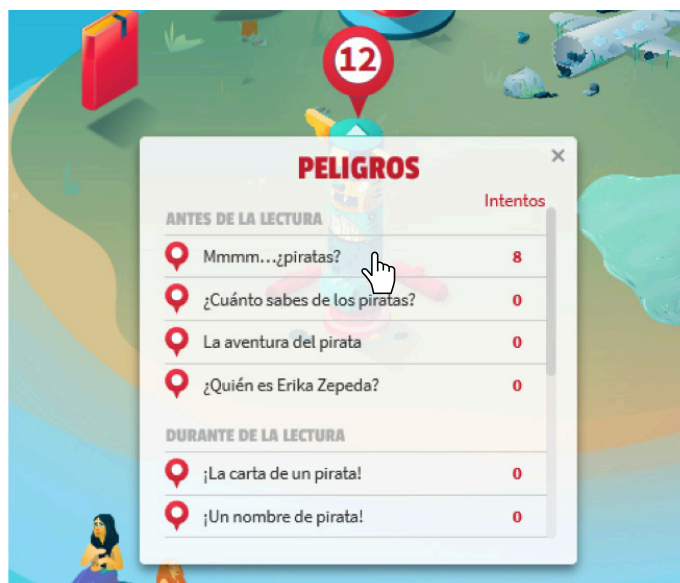 12
PELIGROS
×
Intentos
ANTES DE LA LECTURA
Mmmm...¿piratas? 8
¿Cuánto sabes de los piratas? 0
La aventura del pirata 0
¿Quién es Erika Zepeda? 0
DURANTE DE LA LECTURA
¡La carta de un pirata! 0
¡Un nombre de pirata! 0